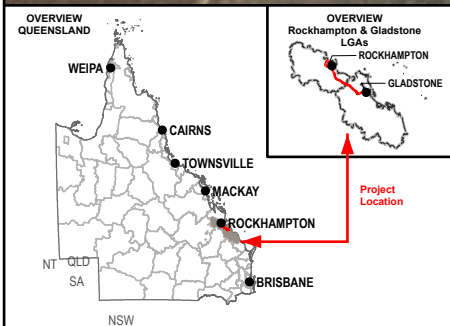 OVERVIEW
QUEENSLAND
WEIPA
CAIRNS
TOWNSVILLE
MACKAY
ROCKHAMPTON
BRISBANE
NT
QLD
SA
NSW
OVERVIEW
Rockhampton & Gladstone
LGAs
ROCKHAMPTON
GLADSTONE
Project
Location